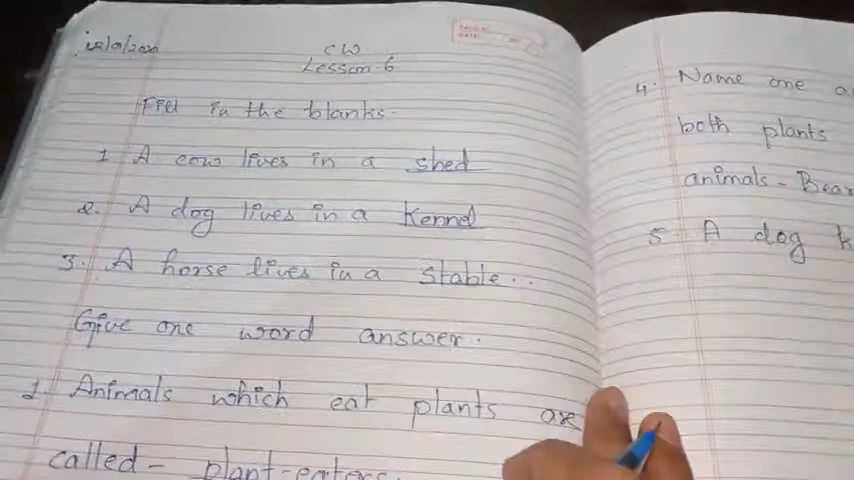 CW
Lesson-6
Fill in the blanks-
1 A cow lives in a shed
2. A dog lives in a Kennel
3. A horse lives in a stable..
Give one word answer.
1 Animals which eat plants are
called- plant-eaters.
4. Name one
both plants
animals- Bear
5 A dog